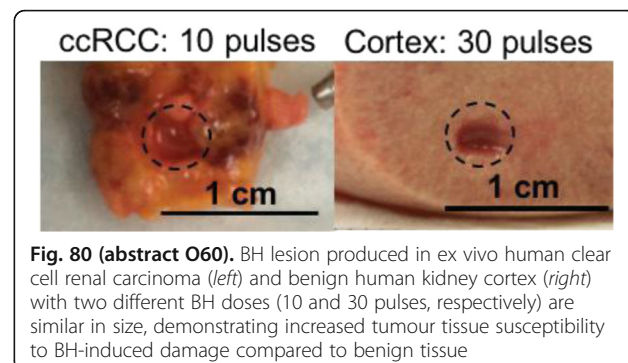 ccRCC: 10 pulses Cortex: 30 pulses
1 cm 1 cm
Fig. 80 (abstract O60). BH lesion produced in ex vivo human clear
cell renal carcinoma (left) and benign human kidney cortex (right)
with two different BH doses (10 and 30 pulses, respectively) are
similar in size, demonstrating increased tumour tissue susceptibility
to BH-induced damage compared to benign tissue